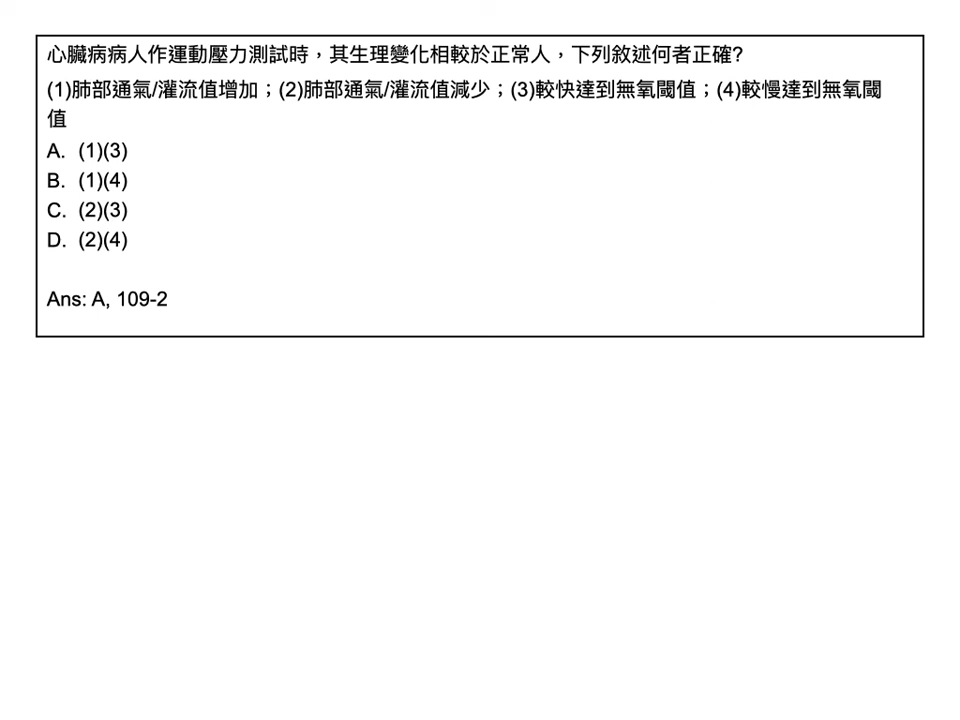 心臟病病人作運動壓力測試時，其生理變化相較於正常人，下列敘述何者正確?
(1)肺部通氣/灌流值增加；(2)肺部通氣/灌流值減少；(3)較快達到無氧閾值；(4)較慢達到無氧閾
值
A. (1)(3)
B. (1)(4)
C. (2)(3)
D. (2)(4)
Ans: A, 109-2